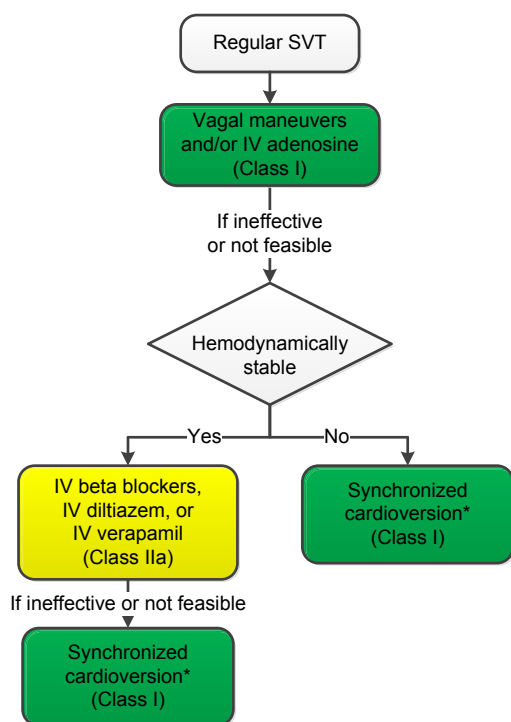 Regular SVT
Vagal maneuvers
and/or IV adenosine
(Class I)
If ineffective
or not feasible
Hemodynamically
stable
Yes
No
IV beta blockers,
IV diltiazem, or
IV verapamil
(Class IIa)
Synchronized
cardioversion*
(Class I)
If ineffective or not feasible
Synchronized
cardioversion*
(Class I)